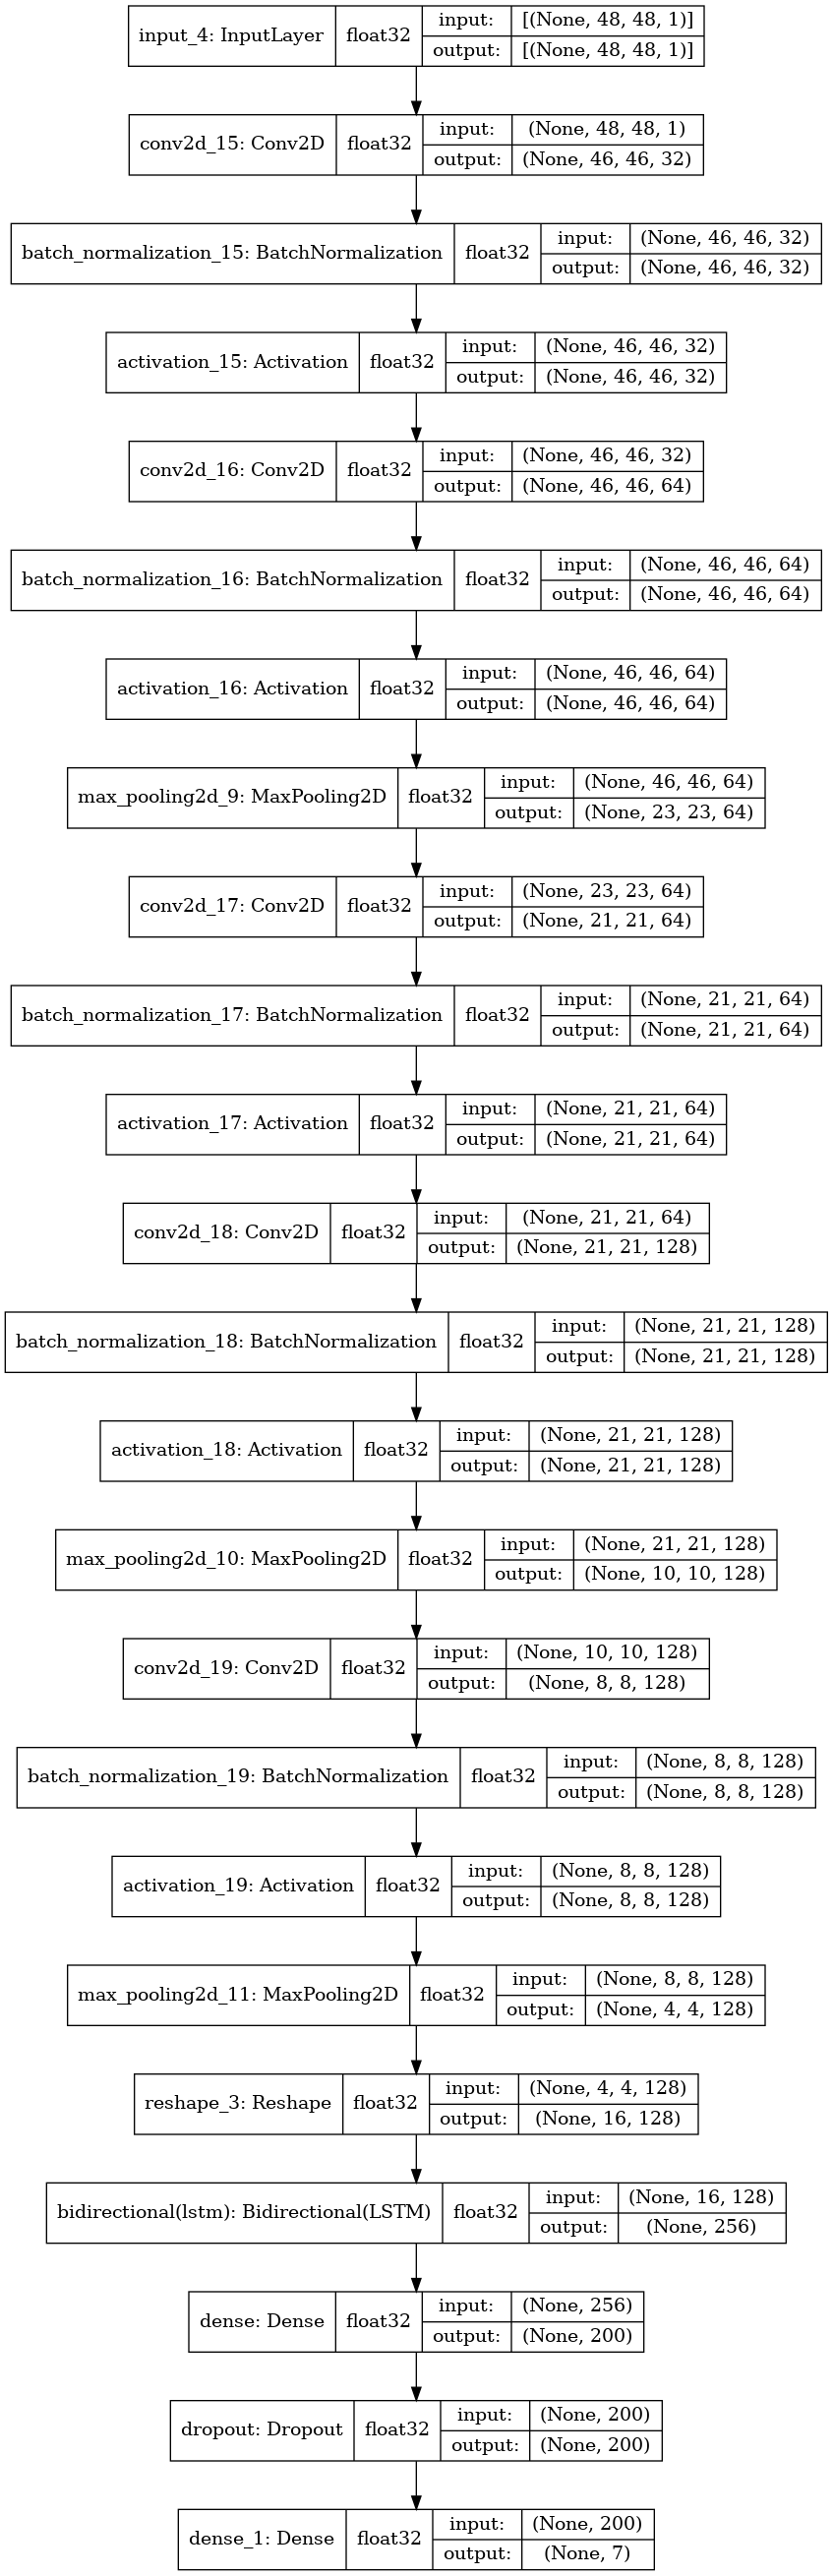 input_4: InputLayer float32 input: [(None, 48, 48, 1)]
output: [(None, 48, 48, 1)]
conv2d_15: Conv2D float32 input: (None, 48, 48, 1)
output: (None, 46, 46, 32)
batch_normalization_15: BatchNormalization float32 input: (None, 46, 46, 32)
output: (None, 46, 46, 32)
activation_15: Activation float32 input: (None, 46, 46, 32)
output: (None, 46, 46, 32)
conv2d_16: Conv2D float32 input: (None, 46, 46, 32)
output: (None, 46, 46, 64)
batch_normalization_16: BatchNormalization float32 input: (None, 46, 46, 64)
output: (None, 46, 46, 64)
activation_16: Activation float32 input: (None, 46, 46, 64)
output: (None, 46, 46, 64)
max_pooling2d_9: MaxPooling2D float32 input: (None, 46, 46, 64)
output: (None, 23, 23, 64)
conv2d_17: Conv2D float32 input: (None, 23, 23, 64)
output: (None, 21, 21, 64)
batch_normalization_17: BatchNormalization float32 input: (None, 21, 21, 64)
output: (None, 21, 21, 64)
activation_17: Activation float32 input: (None, 21, 21, 64)
output: (None, 21, 21, 64)
conv2d_18: Conv2D float32 input: (None, 21, 21, 64)
output: (None, 21, 21, 128)
batch_normalization_18: BatchNormalization float32 input: (None, 21, 21, 128)
output: (None, 21, 21, 128)
activation_18: Activation float32 input: (None, 21, 21, 128)
output: (None, 21, 21, 128)
max_pooling2d_10: MaxPooling2D float32 input: (None, 21, 21, 128)
output: (None, 10, 10, 128)
conv2d_19: Conv2D float32 input: (None, 10, 10, 128)
output: (None, 8, 8, 128)
batch_normalization_19: BatchNormalization float32 input: (None, 8, 8, 128)
output: (None, 8, 8, 128)
activation_19: Activation float32 input: (None, 8, 8, 128)
output: (None, 8, 8, 128)
max_pooling2d_11: MaxPooling2D float32 input: (None, 8, 8, 128)
output: (None, 4, 4, 128)
reshape_3: Reshape float32 input: (None, 4, 4, 128)
output: (None, 16, 128)
bidirectional(lstm): Bidirectional(LSTM) float32 input: (None, 16, 128)
output: (None, 256)
dense: Dense float32 input: (None, 256)
output: (None, 200)
dropout: Dropout float32 input: (None, 200)
output: (None, 200)
dense_1: Dense float32 input: (None, 200)
output: (None, 7)